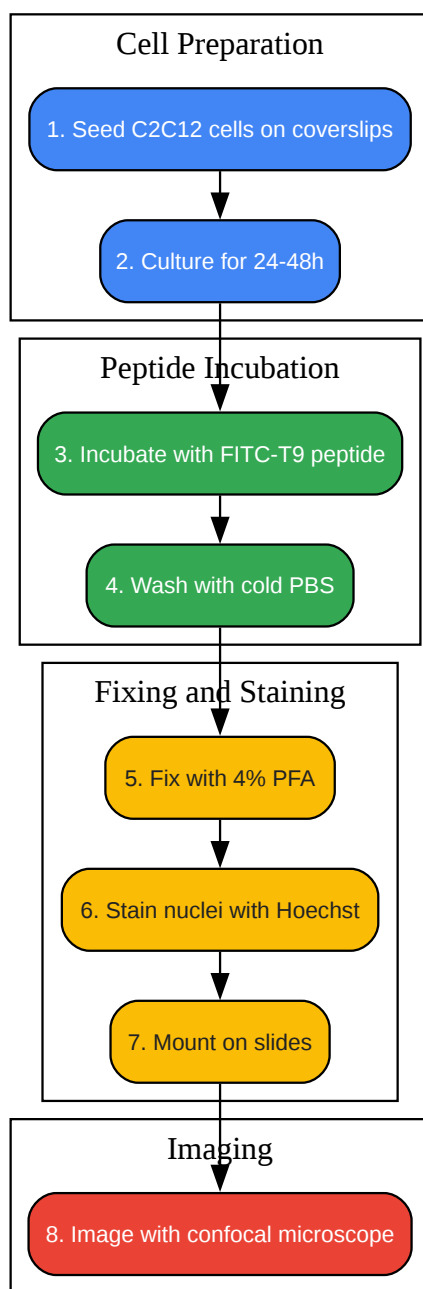 Cell Preparation
1. Seed C2C12 cells on coverslips
2. Culture for 24-48h
Peptide Incubation
3. Incubate with FITC-T9 peptide
4. Wash with cold PBS
Fixing and Staining
5. Fix with 4% PFA
6. Stain nuclei with Hoechst
7. Mount on slides
Imaging
8. Image with confocal microscope